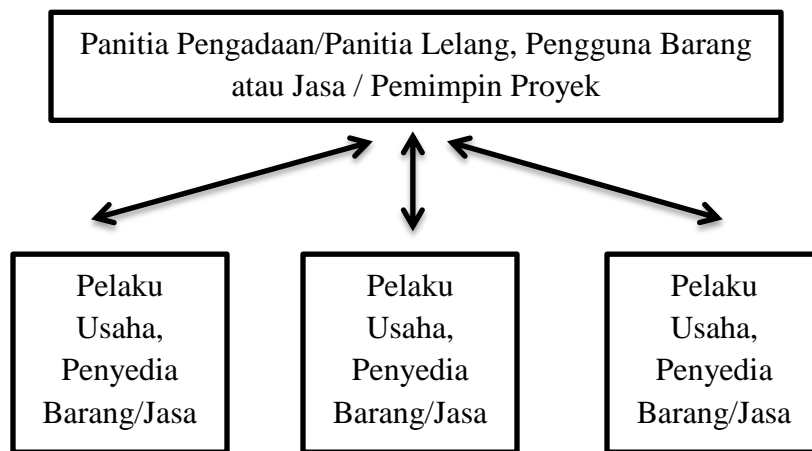 Panitia Pengadaan/Panitia Lelang, Pengguna Barang
atau Jasa / Pemimpin Proyek
Pelaku
Usaha,
Penyedia
Barang/Jasa
Pelaku
Usaha,
Penyedia
Barang/Jasa
Pelaku
Usaha,
Penyedia
Barang/Jasa